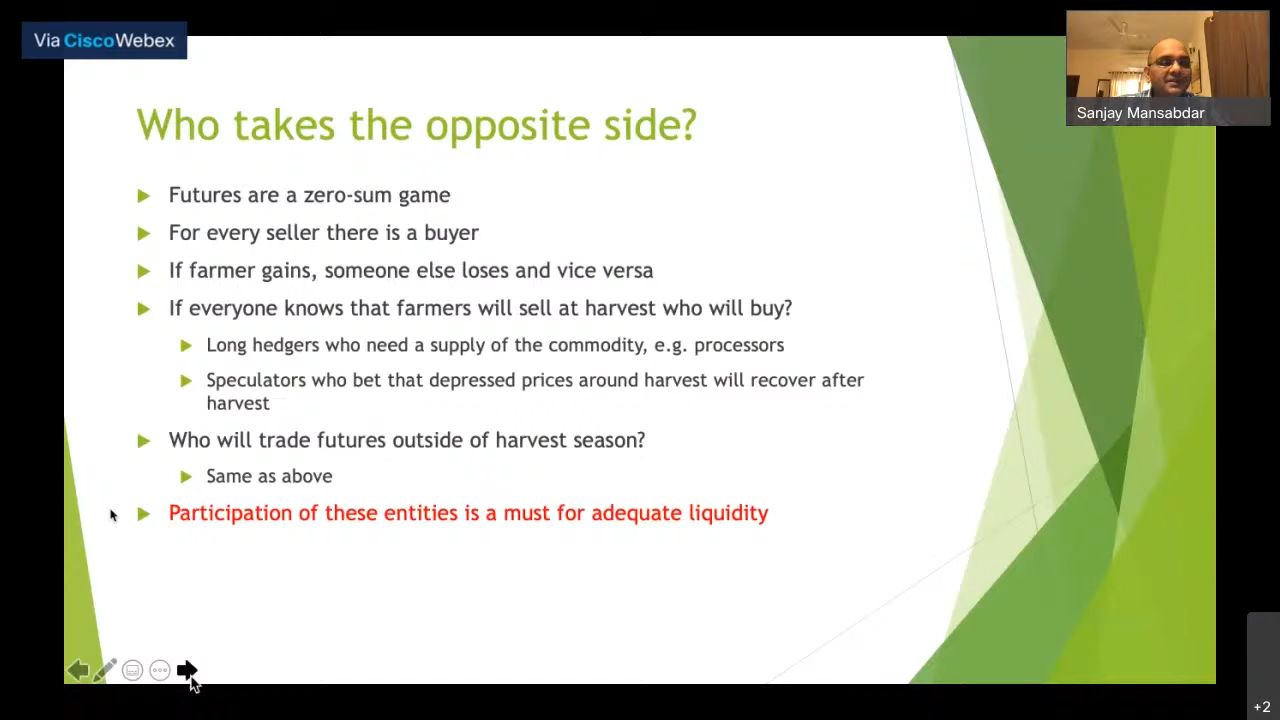 Via CiscoWebex
Sanjay Mansabdar
Who takes the opposite side?
Futures are a zero-sum game
For every seller there is a buyer
If farmer gains, someone else loses and vice versa
If everyone knows that farmers will sell at harvest who will buy?
Long hedgers who need a supply of the commodity, e.g. processors
Speculators who bet that depressed prices around harvest will recover after
harvest
Who will trade futures outside of harvest season?
Same as above
Participation of these entities is a must for adequate liquidity
+2